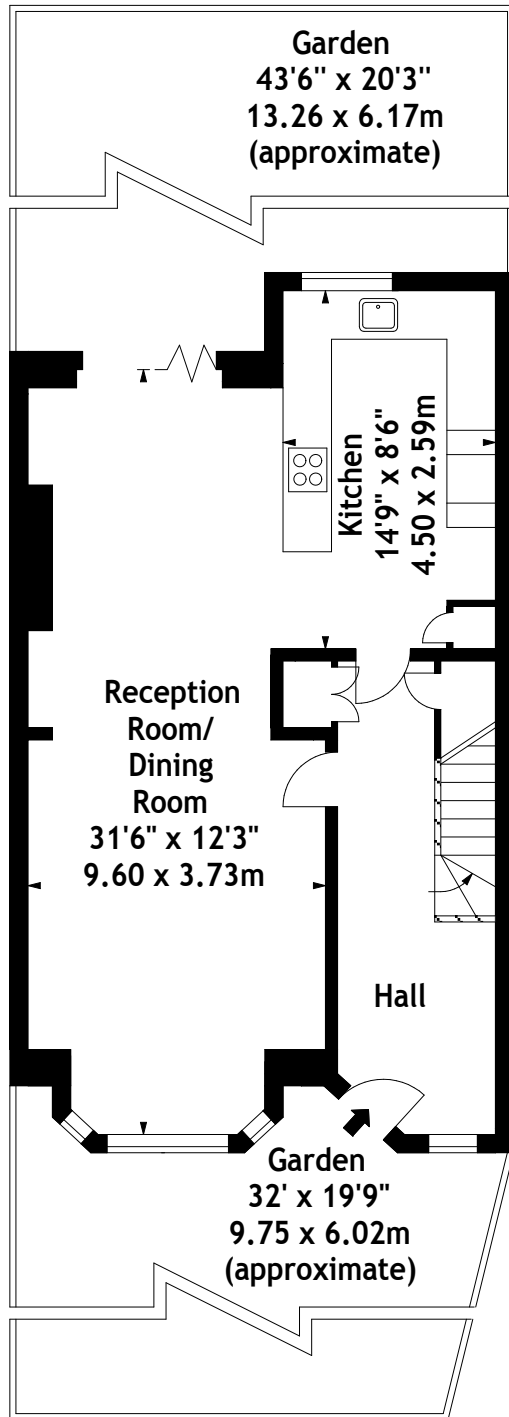 Garden
43'6" x 20'3"
13.26 x 6.17m
(approximate)
Kitchen
14'9" x 8'6"
4.50 x 2.59m
Reception
Room/
Dining
Room
31'6" x 12'3"
9.60 x 3.73m
Hall
Garden
32' x 19'9"
9.75 x 6.02m
(approximate)